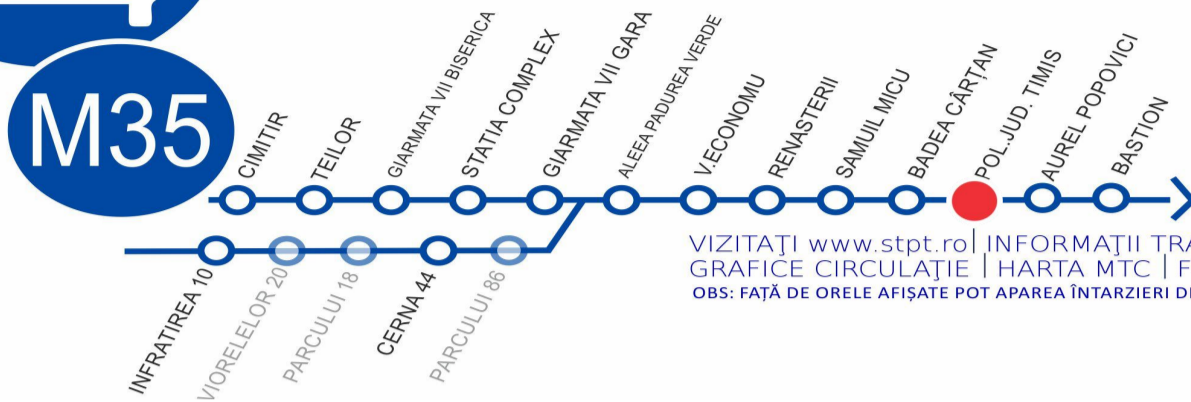 M35
CIMITIR
TEILOR
GIARMATA VII BISERICA
STATIA COMPLEX
GIARMATA VII GARA
ALEEA PADUREA VERDE
V.ECONOMU
RENASTERII
SAMUIL MICU
BADEA CÂRȚAN
POL.JUD. TIMIS
AUREL POPOVICI
BASTION
INFRATIREA 10
VIORELELOR 20
PARCULUI 18
CERNA 44
PARCULUI 86
VIZITAȚI www.stpt.ro| INFORMAȚII TRA
GRAFICE CIRCULAȚIE | HARTA MTC | F
OBS: FAȚĂ DE ORELE AFIȘATE POT APAREA ÎNTARZIERI DI